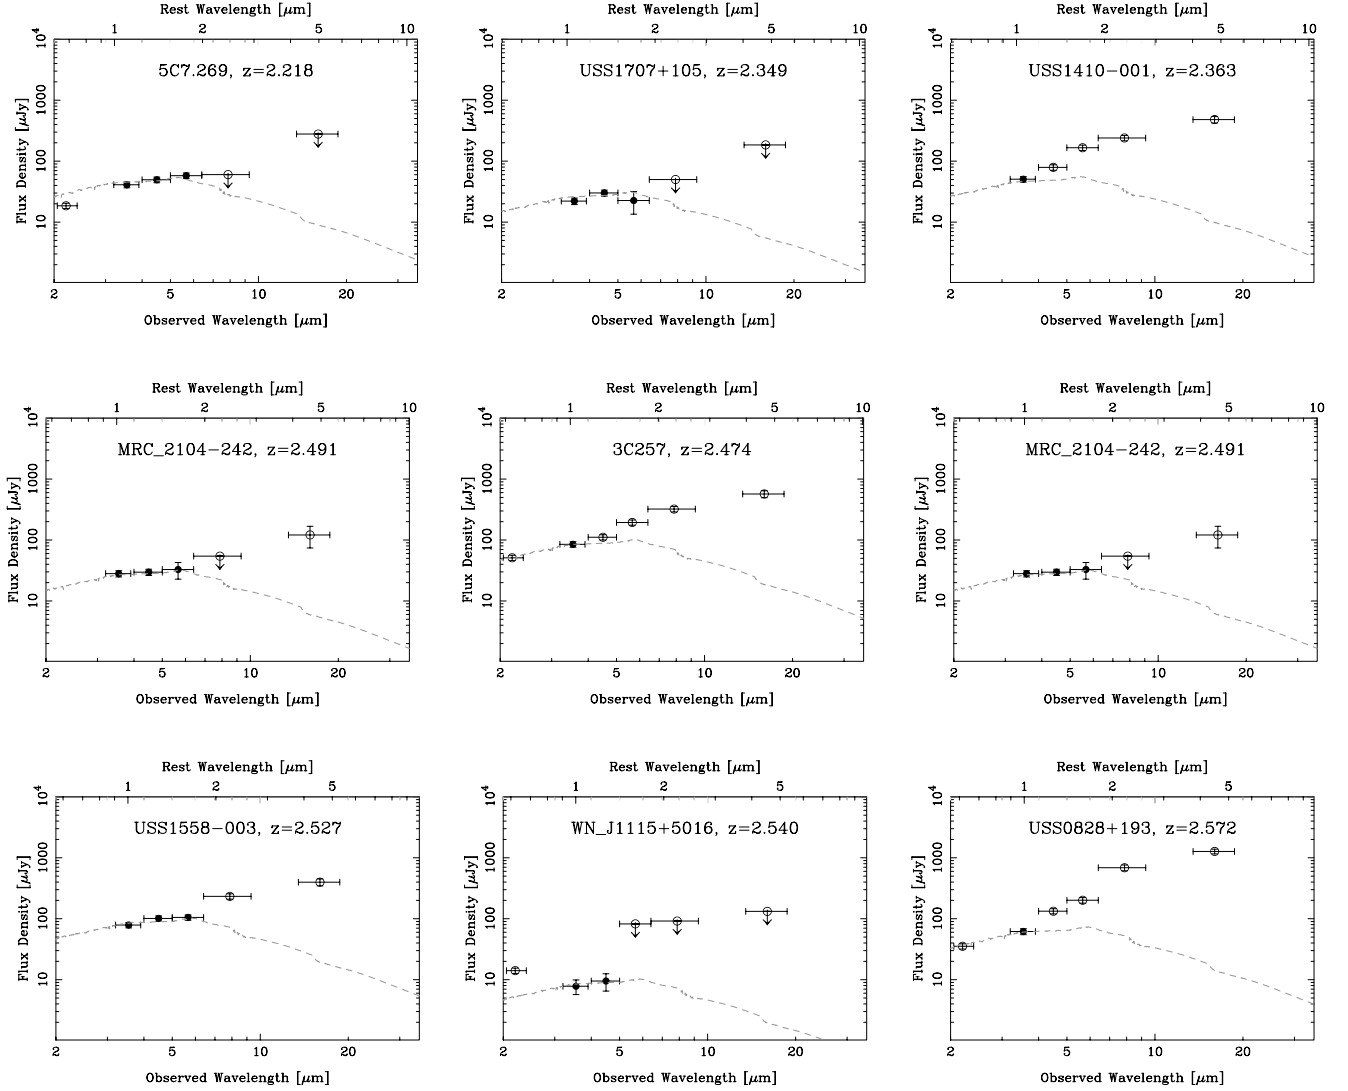 Rest Wavelength [μm]
1 2 5 10
Flux Density [μJy]
10 100 1000 10⁴
5C7.269, z=2.218
2 5 10 20
Observed Wavelength [μm]
Rest Wavelength [μm]
1 2 5
Flux Density [μJy]
10 100 1000 10⁴
USS1707+105, z=2.349
2 5 10 20
Observed Wavelength [μm]
Rest Wavelength [μm]
1 2 5
Flux Density [μJy]
10 100 1000 10⁴
USS1410−001, z=2.363
2 5 10 20
Observed Wavelength [μm]
Rest Wavelength [μm]
1 2 5 10
Flux Density [μJy]
10 100 1000 10⁴
MRC_2104−242, z=2.491
2 5 10 20
Observed Wavelength [μm]
Rest Wavelength [μm]
1 2 5 10
Flux Density [μJy]
10 100 1000 10⁴
3C257, z=2.474
2 5 10 20
Observed Wavelength [μm]
Rest Wavelength [μm]
1 2 5 10
Flux Density [μJy]
10 100 1000 10⁴
MRC_2104−242, z=2.491
2 5 10 20
Observed Wavelength [μm]
Rest Wavelength [μm]
1 2 5
Flux Density [μJy]
10 100 1000 10⁴
USS1558−003, z=2.527
2 5 10 20
Observed Wavelength [μm]
Rest Wavelength [μm]
1 2 5
Flux Density [μJy]
10 100 1000 10⁴
WN_J1115+5016, z=2.540
2 5 10 20
Observed Wavelength [μm]
Rest Wavelength [μm]
1 2 5
Flux Density [μJy]
10 100 1000 10⁴
USS0828+193, z=2.572
2 5 10 20
Observed Wavelength [μm]